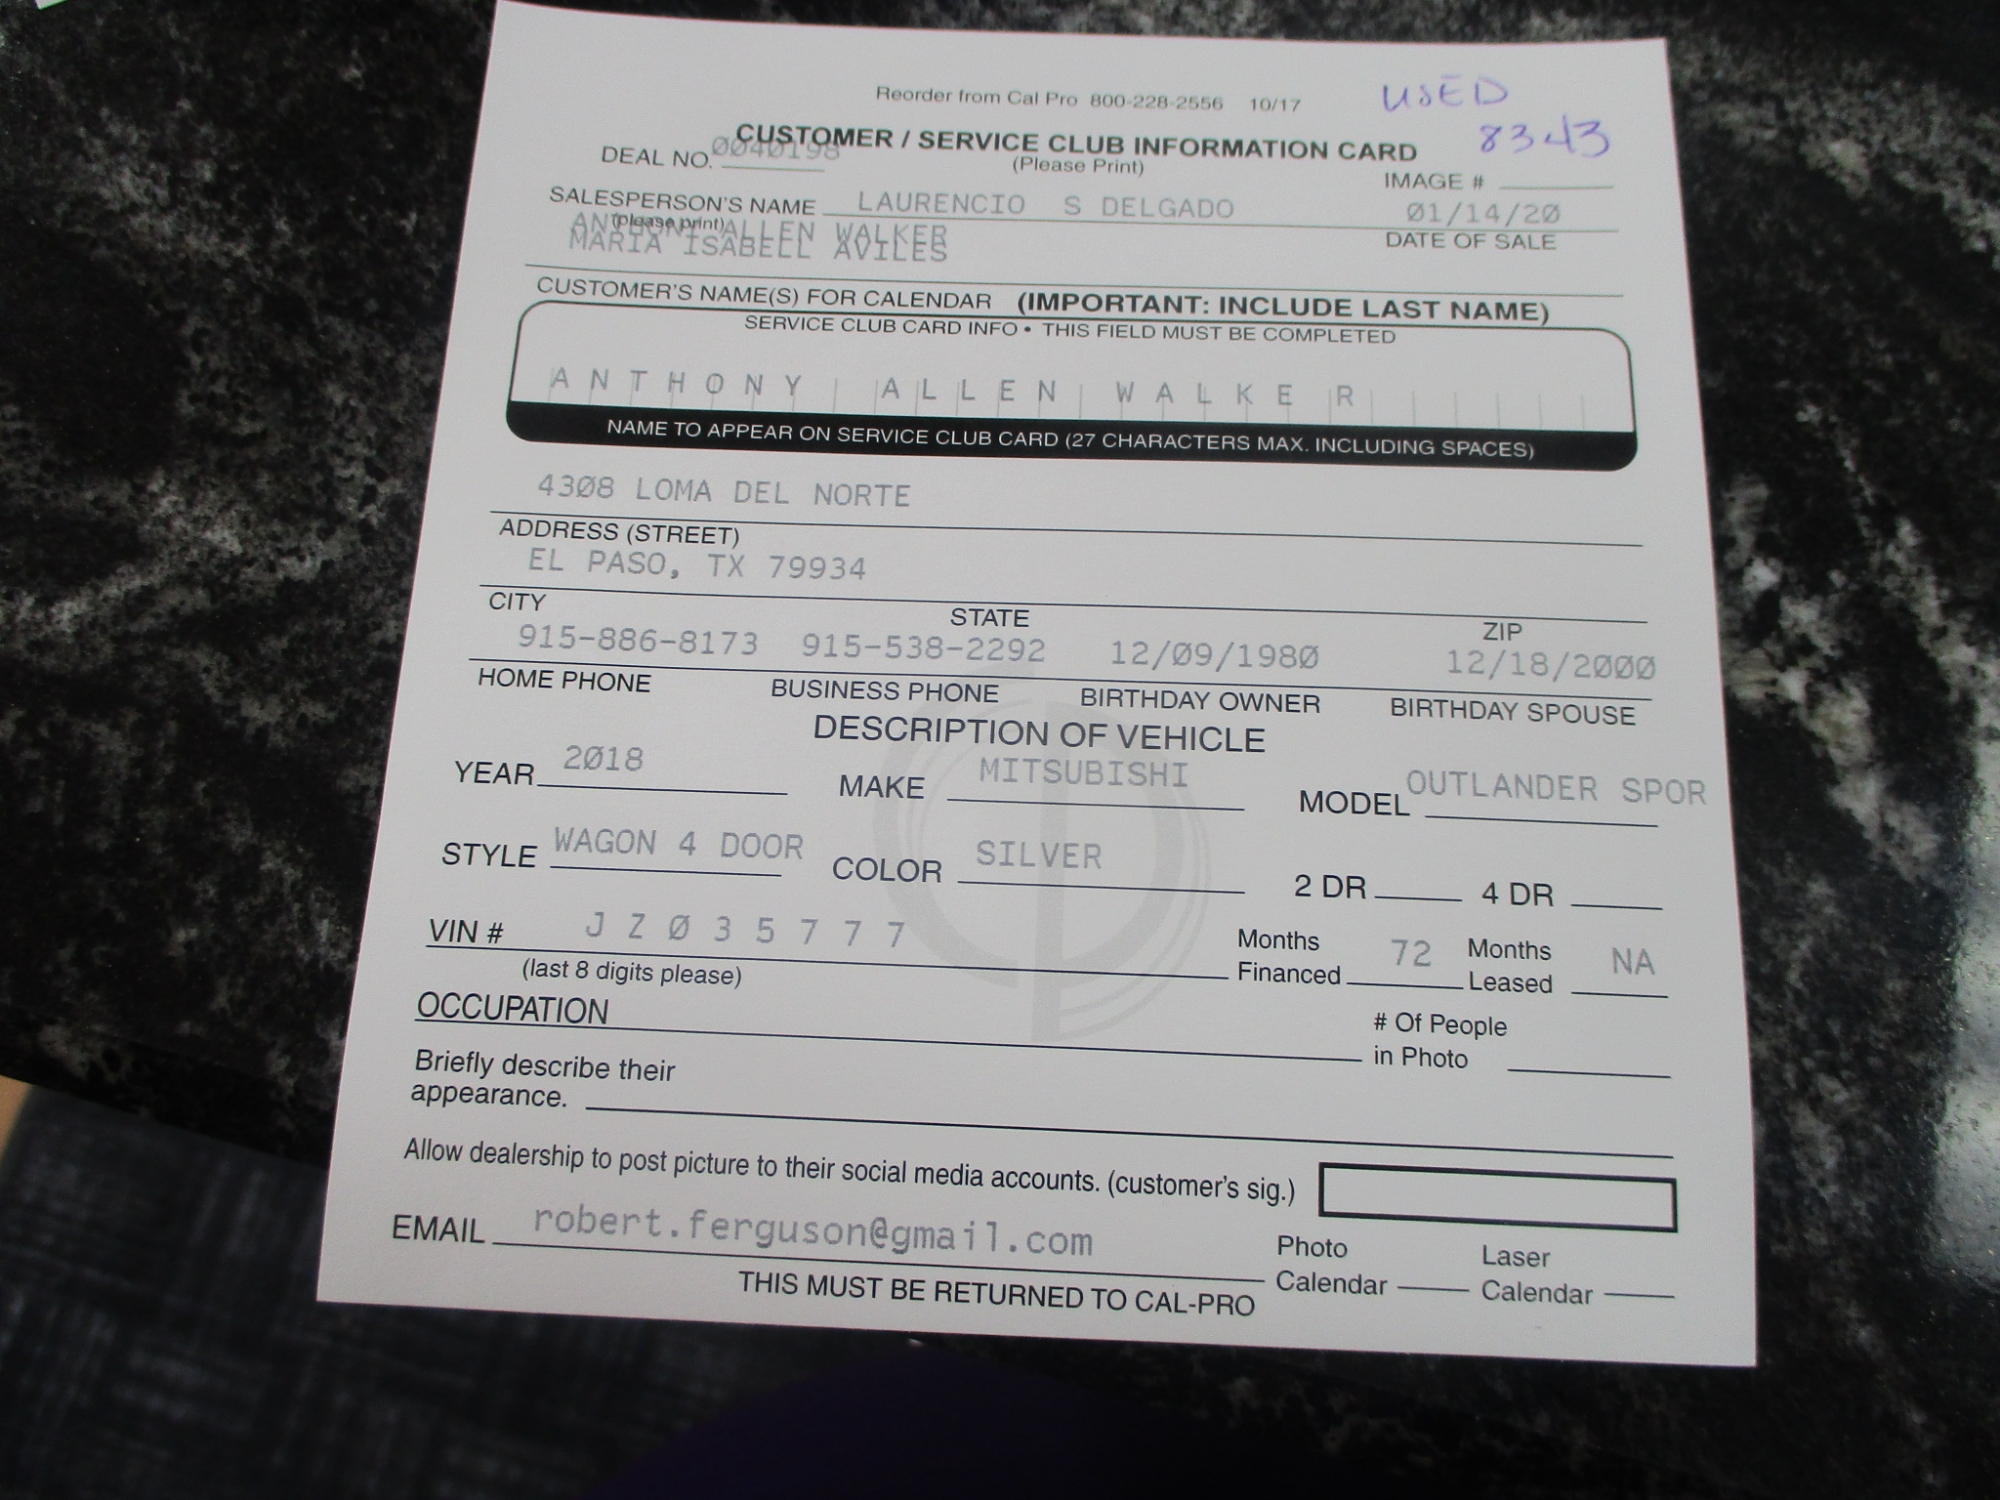 Reorder from Cal Pro 800-228-2556 10/17
USED
8343
CUSTOMER / SERVICE CLUB INFORMATION CARD
(Please Print)
DEAL NO. 0040198
IMAGE #
SALESPERSON'S NAME LAURENCIO S DELGADO 01/14/20
(please print)
DATE OF SALE
ANTHONY ALLEN WALKER
MARIA ISABELL AVILES
CUSTOMER'S NAME(S) FOR CALENDAR (IMPORTANT: INCLUDE LAST NAME)
SERVICE CLUB CARD INFO • THIS FIELD MUST BE COMPLETED
ANTHONY ALLEN WALKER
NAME TO APPEAR ON SERVICE CLUB CARD (27 CHARACTERS MAX. INCLUDING SPACES)
4308 LOMA DEL NORTE
ADDRESS (STREET)
EL PASO, TX 79934
CITY STATE ZIP
915-886-8173 915-538-2292 12/09/1980 12/18/2000
HOME PHONE BUSINESS PHONE BIRTHDAY OWNER BIRTHDAY SPOUSE
DESCRIPTION OF VEHICLE
YEAR 2018 MAKE MITSUBISHI MODEL OUTLANDER SPOR
STYLE WAGON 4 DOOR COLOR SILVER 2 DR 4 DR
VIN # JZ035777
(last 8 digits please)
Months Financed 72 Months Leased NA
OCCUPATION
# Of People in Photo
Briefly describe their
appearance.
Allow dealership to post picture to their social media accounts. (customer's sig.)
EMAIL robert.ferguson@gmail.com
Photo Calendar Laser Calendar
THIS MUST BE RETURNED TO CAL-PRO